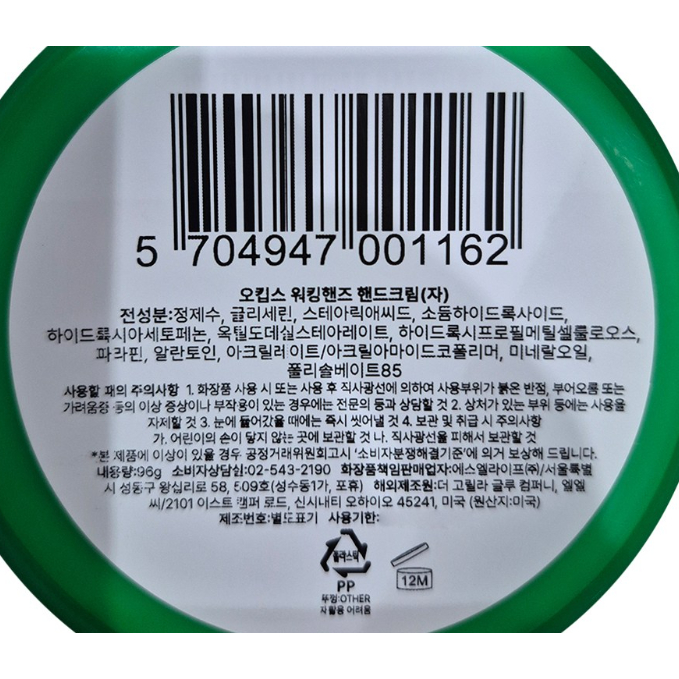 5 704947 001162
오킵스 워킹핸즈 핸드크림(자)
전성분:정제수, 글리세린, 스테아릭애씨드, 소듐하이드록사이드,
하이드록시아세토페논, 옥틸도데실스테아레이트, 하이드록시프로필메틸셀룰로오스,
파라핀, 알란토인, 아크릴레이트/아크릴아마이드코폴리머, 미네랄오일,
폴리솔베이트85
사용할 때의 주의사항 1. 화장품 사용 시 또는 사용 후 직사광선에 의하여 사용부위가 붉은 반점, 부어오름 또는
가려움증 등의 이상 증상이나 부작용이 있는 경우에는 전문의 등과 상담할 것 2. 상처가 있는 부위 등에는 사용을
자제할 것 3. 눈에 들어갔을 때에는 즉시 씻어낼 것 4. 보관 및 취급 시 주의사항
가. 어린이의 손이 닿지 않는 곳에 보관할 것 나. 직사광선을 피해서 보관할 것
*본 제품에 이상이 있을 경우 공정거래위원회고시 '소비자분쟁해결기준'에 의거 보상해 드립니다.
내용량:96g 소비자상담실:02-543-2190 화장품책임판매업자:에스엘라이프㈜/서울특별
시 성동구 왕십리로 58, 509호(성수동1가, 포휴) 해외제조원:더 고릴라 글루 컴퍼니, 엘엘
씨/2101 이스트 캠퍼 로드, 신시내티 오하이오 45241, 미국 (원산지:미국)
제조번호:별도표기 사용기한:
플라스틱
PP
뚜껑:OTHER
재활용 어려움
12M